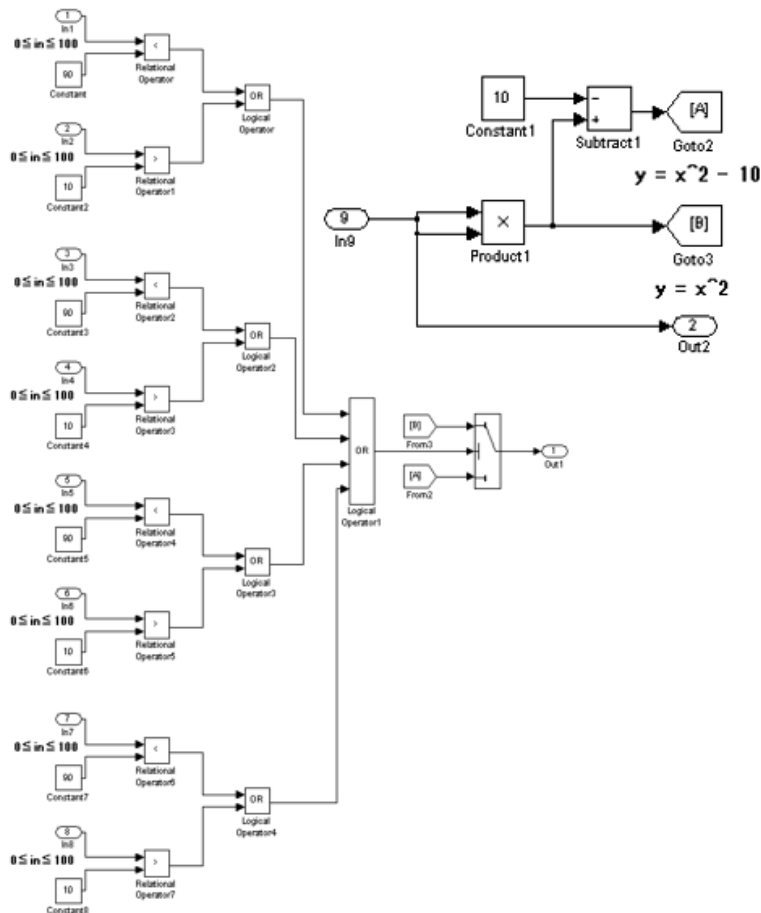 1
In1
0≦in≦100
<
Relational
Operator
90
Constant
OR
Logical
Operator
2
In2
0≦in≦100
>
Relational
Operator1
10
Constant2
10
Constant1
−
+
Subtract1
[A]
Goto2
y = x^2 - 10
9
In9
×
Product1
[B]
Goto3
y = x^2
2
Out2
3
In3
0≦in≦100
<
Relational
Operator2
90
Constant3
OR
Logical
Operator2
4
In4
0≦in≦100
>
Relational
Operator3
10
Constant4
OR
Logical
Operator1
[B]
From3
[A]
From2
1
Out1
5
In5
0≦in≦100
<
Relational
Operator4
90
Constant5
OR
Logical
Operator3
6
In6
0≦in≦100
>
Relational
Operator5
10
Constant6
7
In7
0≦in≦100
<
Relational
Operator6
90
Constant7
OR
Logical
Operator4
8
In8
0≦in≦100
>
Relational
Operator7
10
Constant8